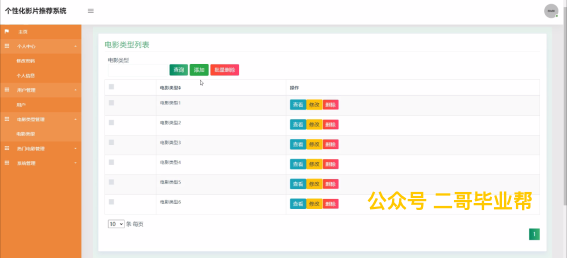 个性化影片推荐系统
主页
个人中心
修改密码
个人信息
用户管理
用户
电影类型管理
电影类型
热门电影管理
系统管理
电影类型列表
电影类型
查询 添加 批量删除
电影类型 操作
电影类型1 查看 修改 删除
电影类型2 查看 修改 删除
电影类型3 查看 修改 删除
电影类型4 查看 修改 删除
电影类型5 查看 修改 删除
电影类型6 查看 修改 删除
10 条 每页
1
公众号 二哥毕业帮